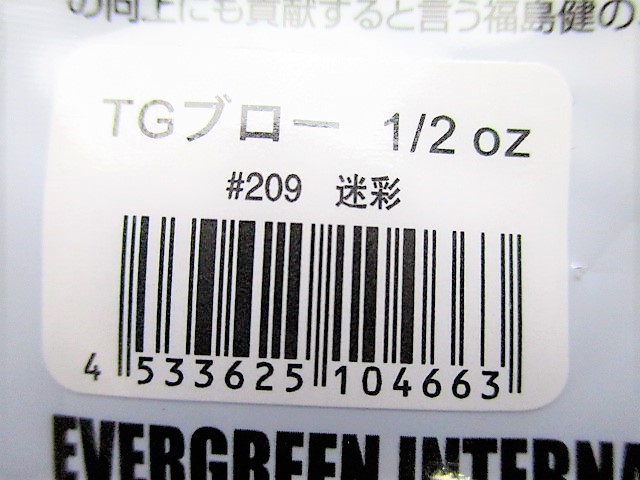 の向上にも貢献すると言う福島健の
TGブロー 1/2 oz
#209 迷彩
4 533625 104663
EVERGREEN INTERNA